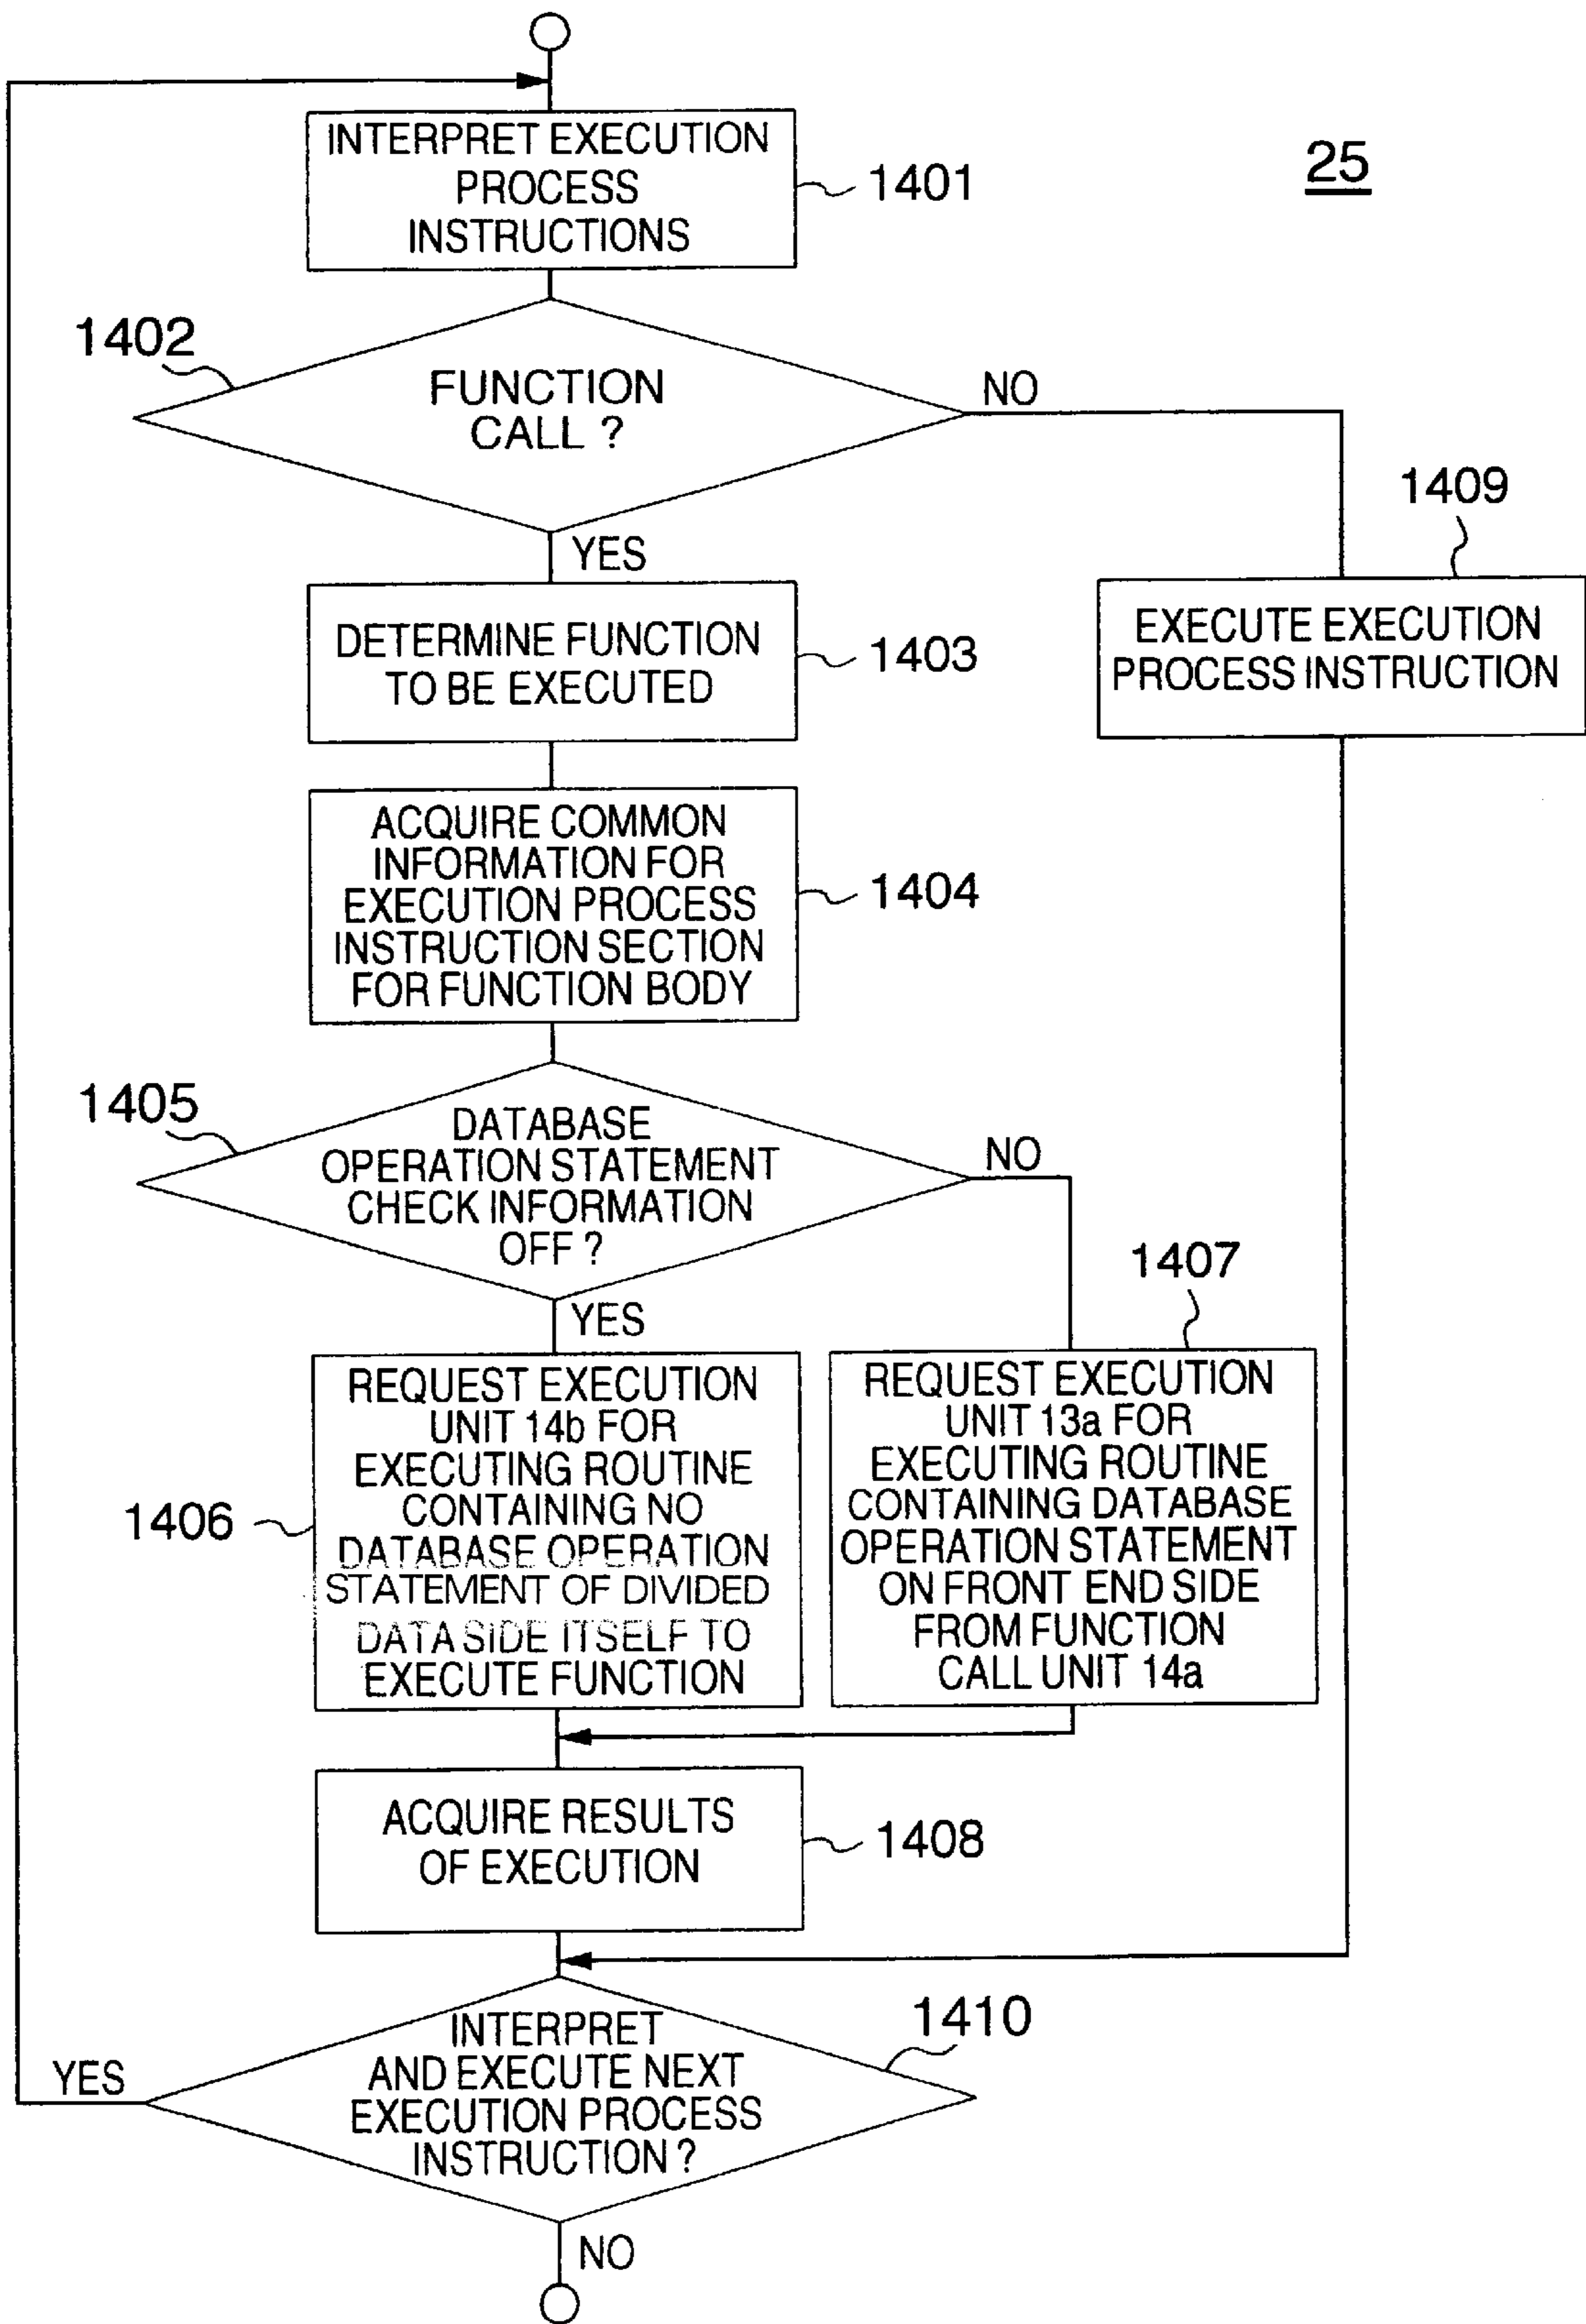 25
INTERPRET EXECUTION
PROCESS
INSTRUCTIONS
1401
1402
FUNCTION
CALL ?
NO
YES
1409
DETERMINE FUNCTION
TO BE EXECUTED
1403
EXECUTE EXECUTION
PROCESS INSTRUCTION
ACQUIRE COMMON
INFORMATION FOR
EXECUTION PROCESS
INSTRUCTION SECTION
FOR FUNCTION BODY
1404
1405
DATABASE
OPERATION STATEMENT
CHECK INFORMATION
OFF ?
NO
YES
1407
REQUEST EXECUTION
UNIT 14b FOR
EXECUTING ROUTINE
CONTAINING NO
DATABASE OPERATION
STATEMENT OF DIVIDED
DATA SIDE ITSELF TO
EXECUTE FUNCTION
1406
REQUEST EXECUTION
UNIT 13a FOR
EXECUTING ROUTINE
CONTAINING DATABASE
OPERATION STATEMENT
ON FRONT END SIDE
FROM FUNCTION
CALL UNIT 14a
ACQUIRE RESULTS
OF EXECUTION
1408
INTERPRET
AND EXECUTE NEXT
EXECUTION PROCESS
INSTRUCTION ?
1410
YES
NO